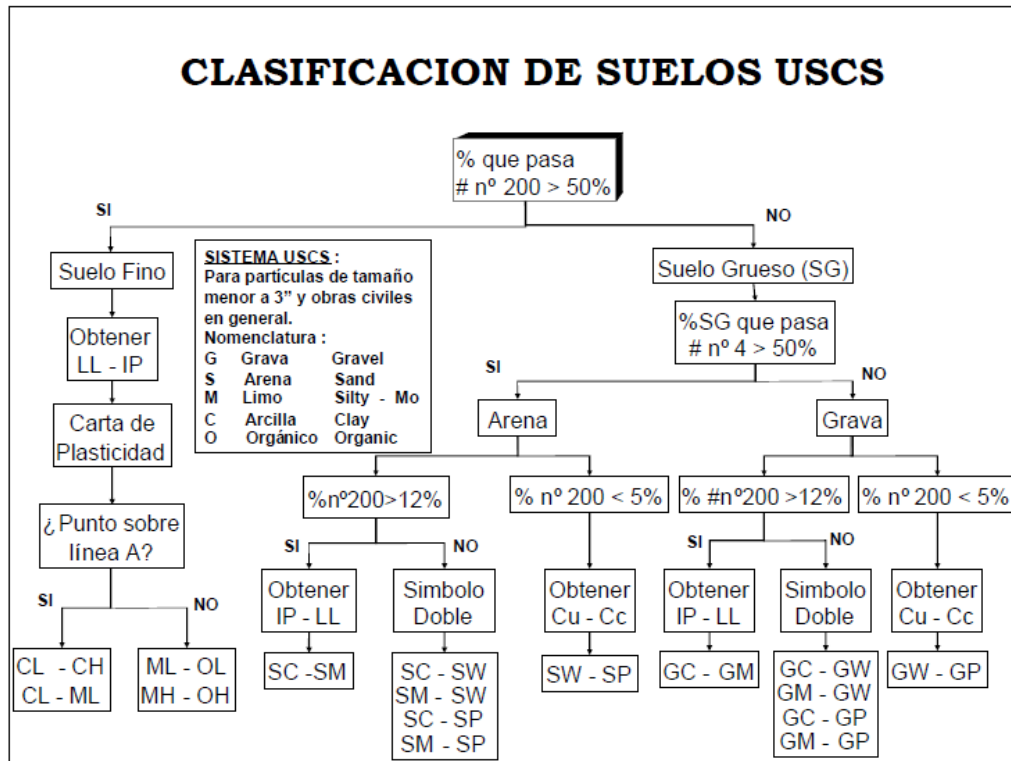 CLASIFICACION DE SUELOS USCS
% que pasa
# nº 200 > 50%
SI
NO
Suelo Fino
Suelo Grueso (SG)
SISTEMA USCS :
Para partículas de tamaño
menor a 3” y obras civiles
en general.
Nomenclatura :
G Grava Gravel
S Arena Sand
M Limo Silty - Mo
C Arcilla Clay
O Orgánico Organic
Obtener
LL - IP
%SG que pasa
# nº 4 > 50%
SI
NO
Carta de
Plasticidad
Arena
Grava
¿Punto sobre
línea A?
%nº200>12%
% nº 200 < 5%
% #nº200 >12%
% nº 200 < 5%
SI
NO
SI
NO
SI
NO
Obtener
IP - LL
Simbolo
Doble
Obtener
Cu - Cc
Obtener
IP - LL
Simbolo
Doble
Obtener
Cu - Cc
CL - CH
CL - ML
ML - OL
MH - OH
SC -SM
SC - SW
SM - SW
SC - SP
SM - SP
SW - SP
GC - GM
GC - GW
GM - GW
GC - GP
GM - GP
GW - GP